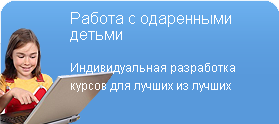 Работа с одаренными
детьми
Индивидуальная разработка
курсов для лучших из лучших